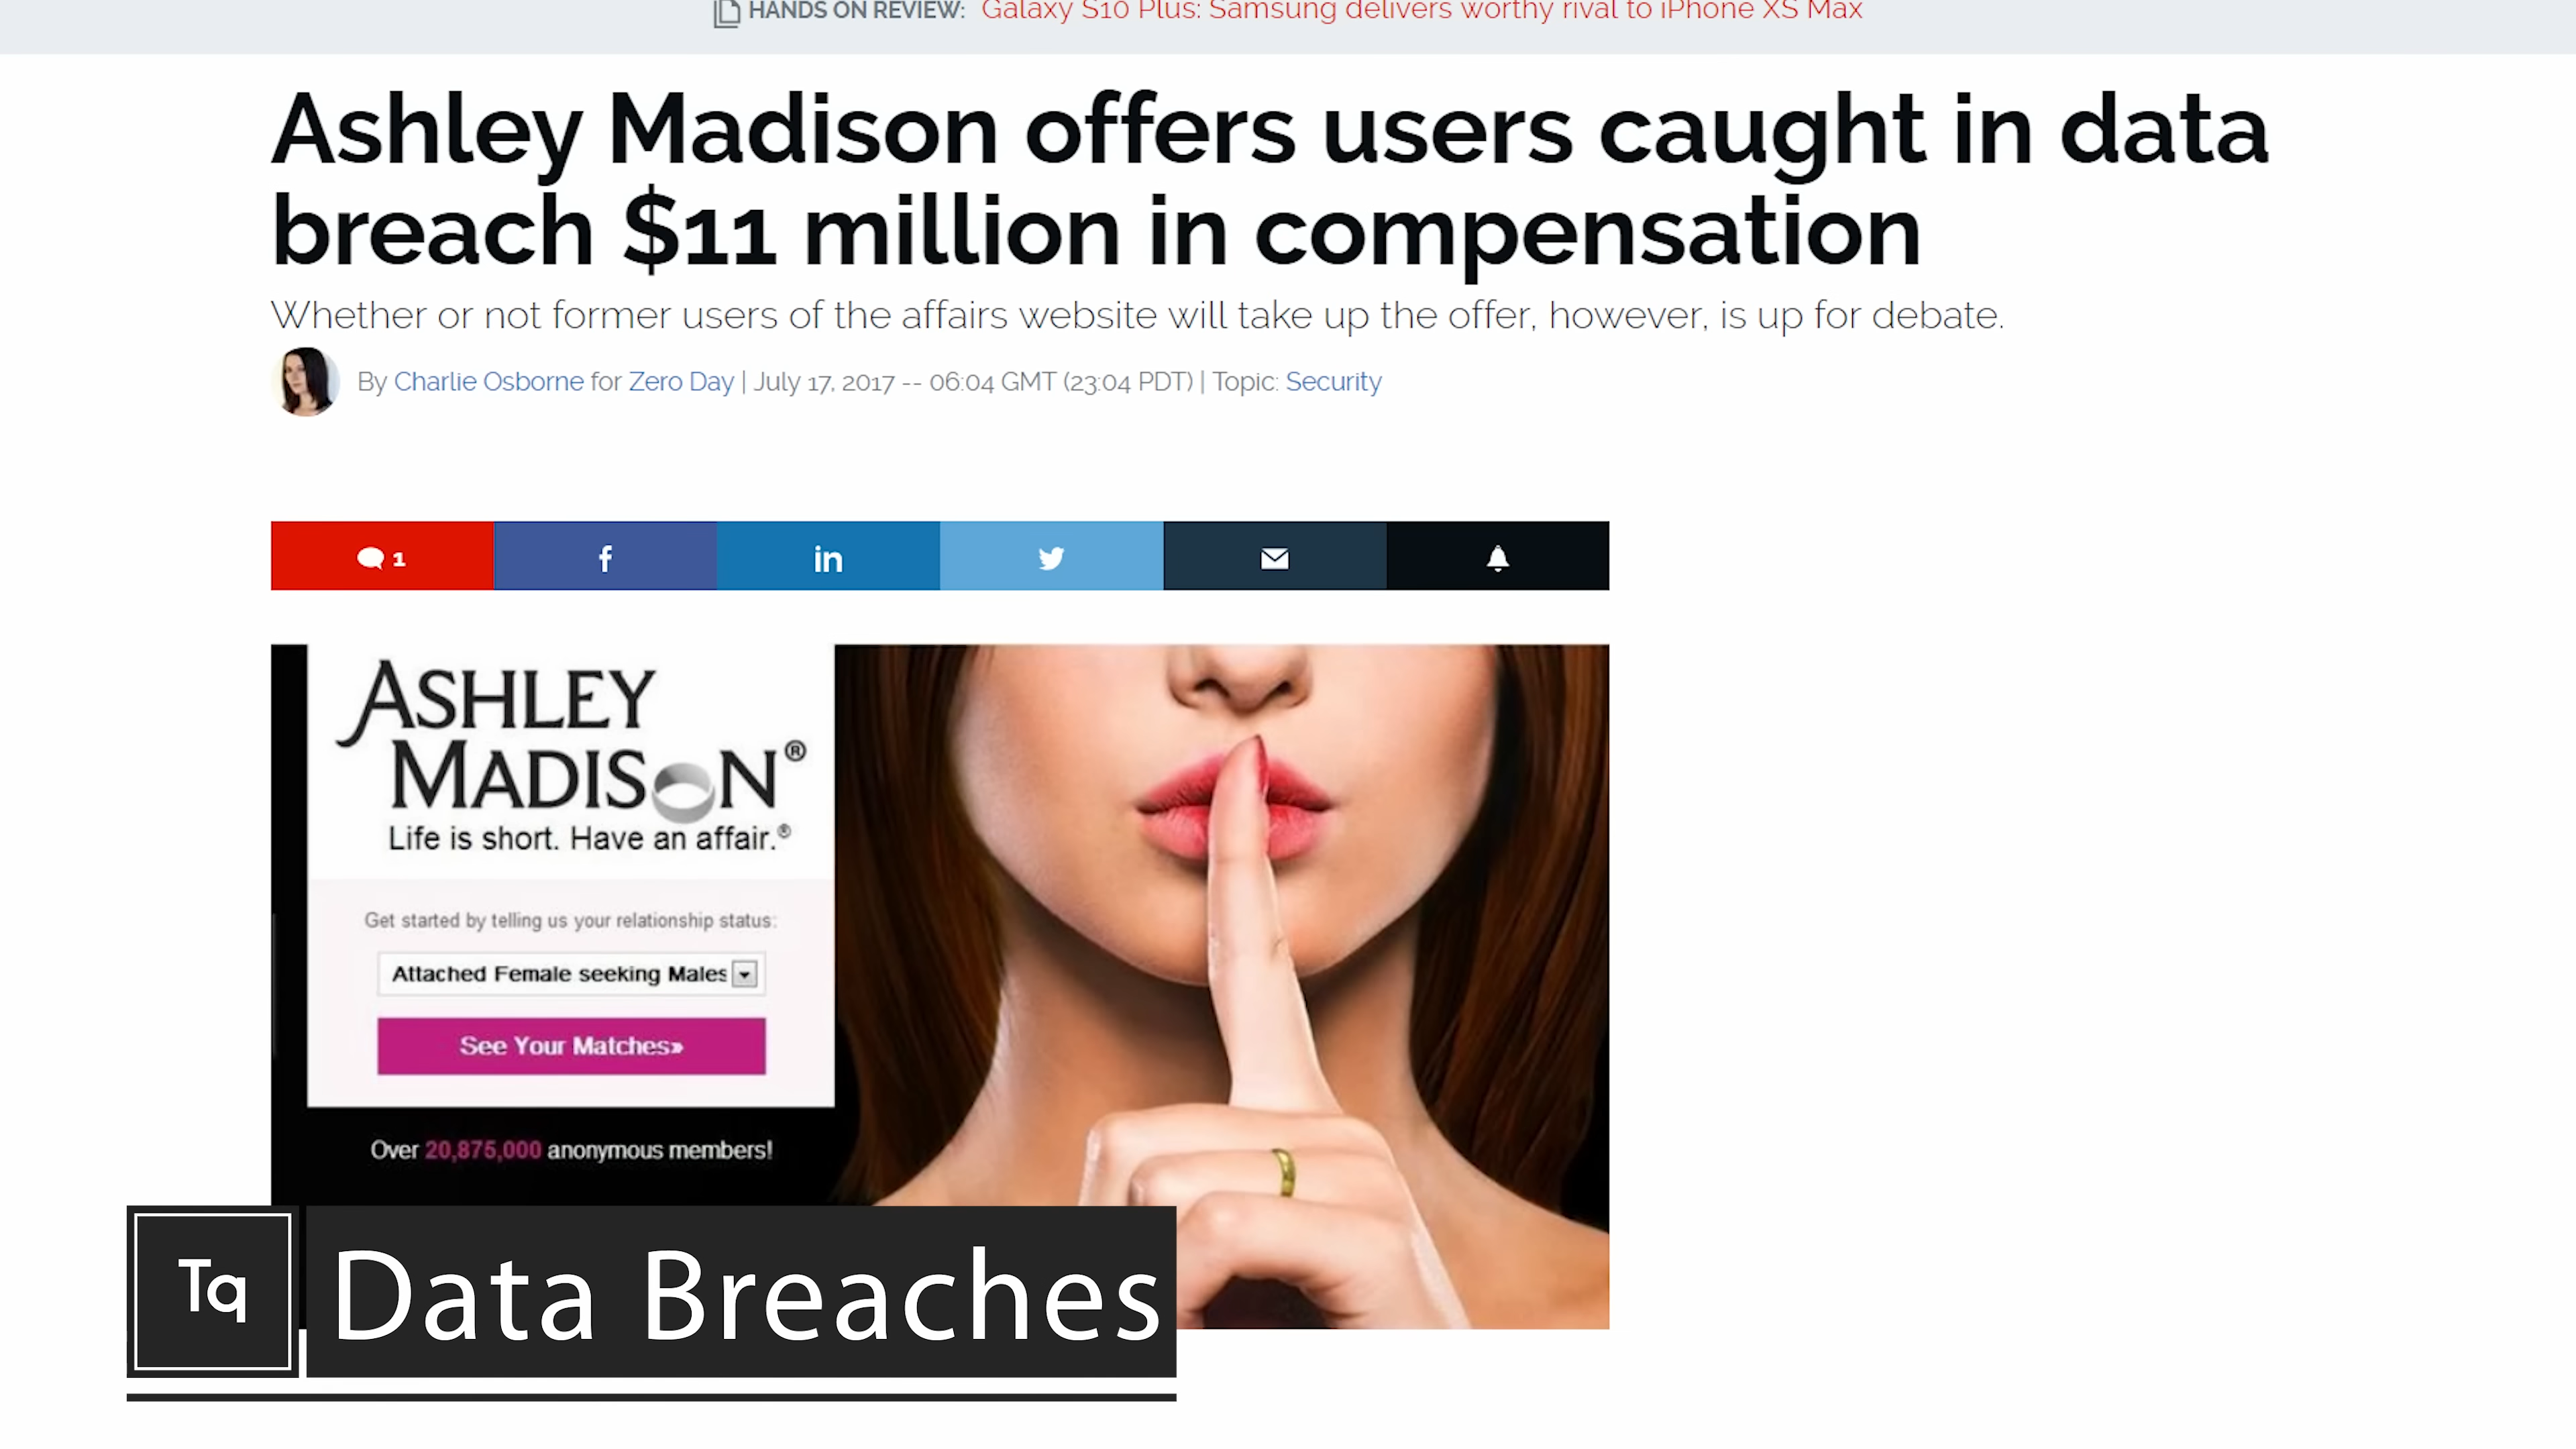 HANDS ON REVIEW: Galaxy S10 Plus: Samsung delivers worthy rival to iPhone XS Max
Ashley Madison offers users caught in data
breach $11 million in compensation
Whether or not former users of the affairs website will take up the offer, however, is up for debate.
By Charlie Osborne for Zero Day | July 17, 2017 -- 06:04 GMT (23:04 PDT) | Topic: Security
1
f
in
ASHLEY
MADISON®
Life is short. Have an affair.®
Get started by telling us your relationship status:
Attached Female seeking Males
See Your Matches»
Over 20,875,000 anonymous members!
Tq
Data Breaches